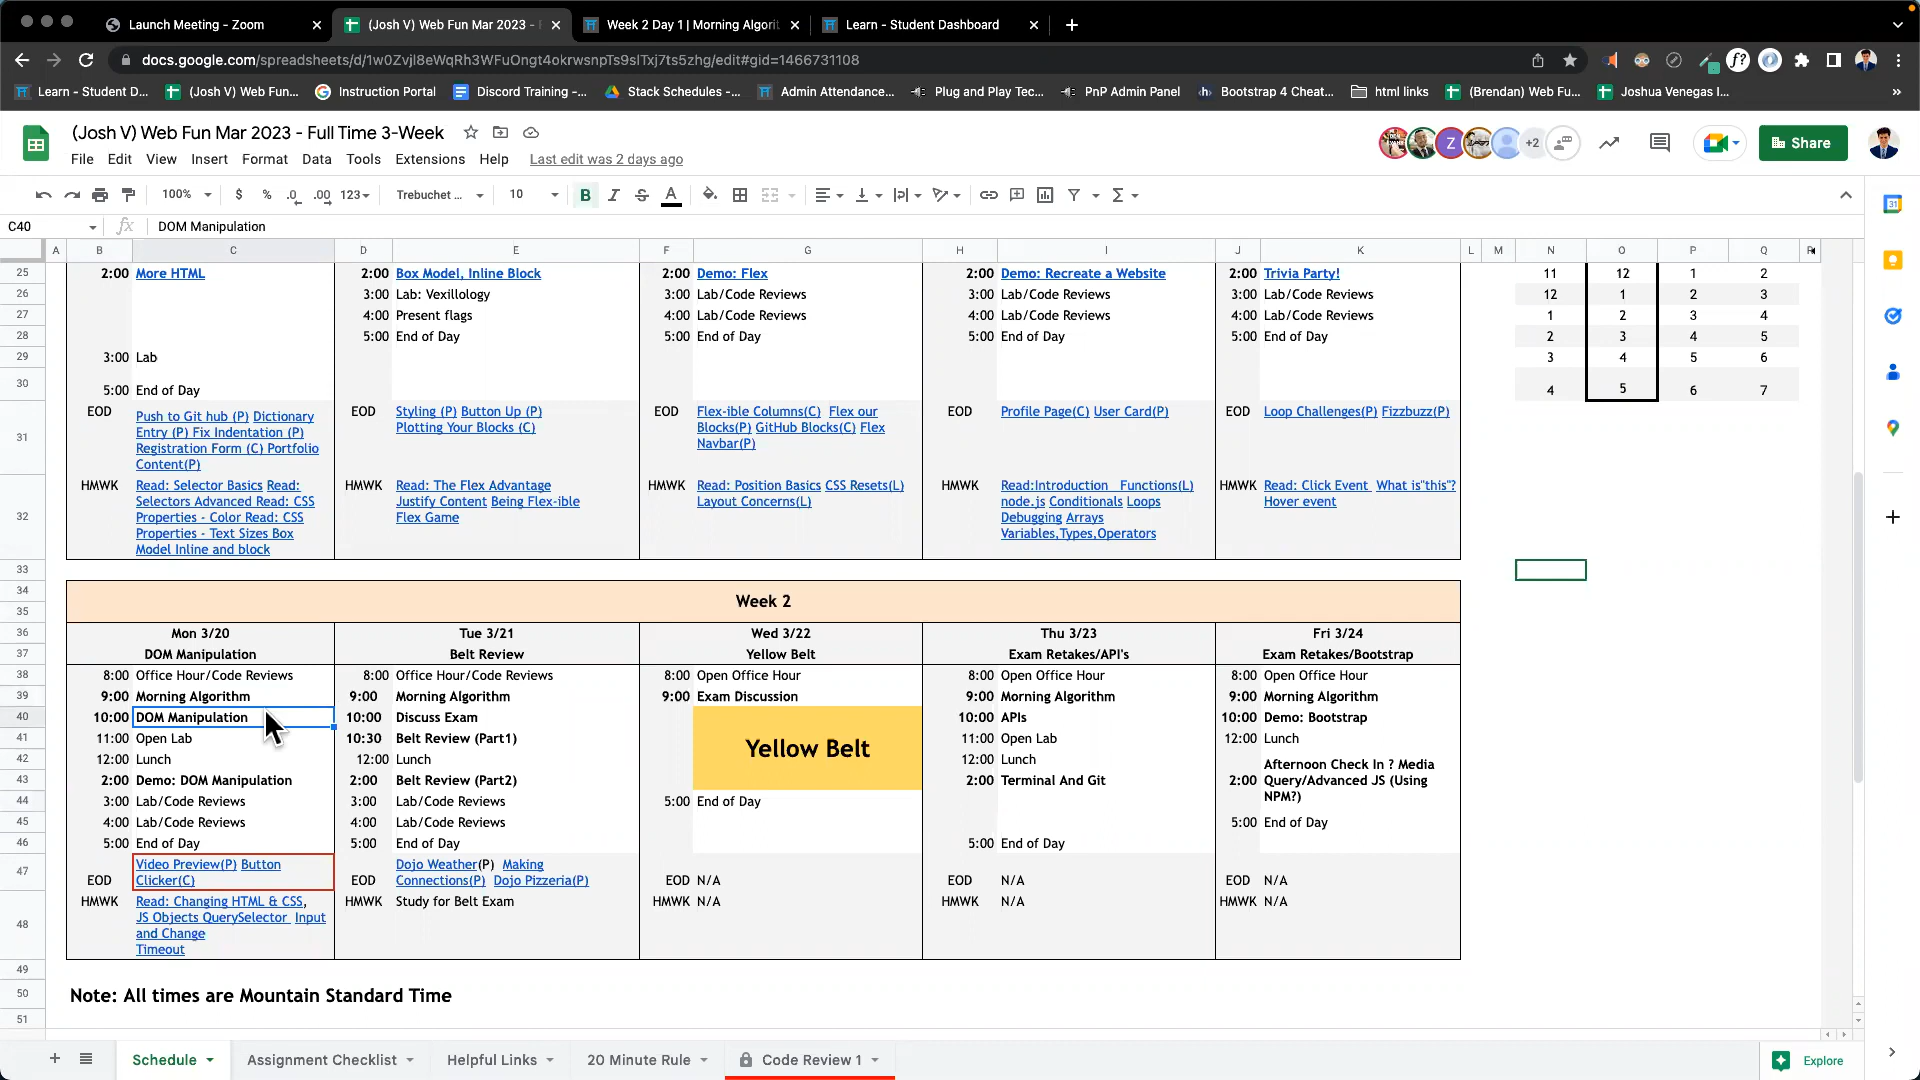 Launch Meeting - Zoom
(Josh V) Web Fun Mar 2023 - F
Week 2 Day 1 | Morning Algorit
Learn - Student Dashboard
docs.google.com/spreadsheets/d/1w0Zvjl8eWqRh3WFuOngt4okrwsnpTs9slTxj7ts5zhg/edit#gid=1466731108
Learn - Student D...
(Josh V) Web Fun...
Instruction Portal
Discord Training -...
Stack Schedules -...
Admin Attendance...
Plug and Play Tec...
PnP Admin Panel
Bootstrap 4 Cheat...
html links
(Brendan) Web Fu...
Joshua Venegas I...
»
(Josh V) Web Fun Mar 2023 - Full Time 3-Week
File Edit View Insert Format Data Tools Extensions Help Last edit was 2 days ago
Z
+2
Share
100% $ % .0 .00 123 Trebuchet ... 10 B I S A
C40 fx DOM Manipulation
A B C D E F G H I J K L M N O P Q R
25 2:00 More HTML 2:00 Box Model, Inline Block 2:00 Demo: Flex 2:00 Demo: Recreate a Website 2:00 Trivia Party! 11 12 1 2
26 3:00 Lab: Vexillology 3:00 Lab/Code Reviews 3:00 Lab/Code Reviews 3:00 Lab/Code Reviews 12 1 2 3
27 4:00 Present flags 4:00 Lab/Code Reviews 4:00 Lab/Code Reviews 4:00 Lab/Code Reviews 1 2 3 4
28 5:00 End of Day 5:00 End of Day 5:00 End of Day 5:00 End of Day 2 3 4 5
29 3:00 Lab 3 4 5 6
30 5:00 End of Day 4 5 6 7
31
EOD Push to Git hub (P) Dictionary
Entry (P) Fix Indentation (P)
Registration Form (C) Portfolio
Content(P)
EOD Styling (P) Button Up (P)
Plotting Your Blocks (C)
EOD Flex-ible Columns(C) Flex our
Blocks(P) GitHub Blocks(C) Flex
Navbar(P)
EOD Profile Page(C) User Card(P)
EOD Loop Challenges(P) Fizzbuzz(P)
32
HMWK Read: Selector Basics Read:
Selectors Advanced Read: CSS
Properties - Color Read: CSS
Properties - Text Sizes Box
Model Inline and block
HMWK Read: The Flex Advantage
Justify Content Being Flex-ible
Flex Game
HMWK Read: Position Basics CSS Resets(L)
Layout Concerns(L)
HMWK Read:Introduction Functions(L)
node.js Conditionals Loops
Debugging Arrays
Variables,Types,Operators
HMWK Read: Click Event What is"this"?
Hover event
33
34
35
Week 2
36 Mon 3/20 Tue 3/21 Wed 3/22 Thu 3/23 Fri 3/24
37 DOM Manipulation Belt Review Yellow Belt Exam Retakes/API's Exam Retakes/Bootstrap
38 8:00 Office Hour/Code Reviews 8:00 Office Hour/Code Reviews 8:00 Open Office Hour 8:00 Open Office Hour 8:00 Open Office Hour
39 9:00 Morning Algorithm 9:00 Morning Algorithm 9:00 Exam Discussion 9:00 Morning Algorithm 9:00 Morning Algorithm
40 10:00 DOM Manipulation 10:00 Discuss Exam 10:00 APIs 10:00 Demo: Bootstrap
41 11:00 Open Lab 10:30 Belt Review (Part1) Yellow Belt 11:00 Open Lab 12:00 Lunch
42 12:00 Lunch 12:00 Lunch 12:00 Lunch
43 2:00 Demo: DOM Manipulation 2:00 Belt Review (Part2) 2:00 Terminal And Git
2:00 Afternoon Check In ? Media
Query/Advanced JS (Using
NPM?)
44 3:00 Lab/Code Reviews 3:00 Lab/Code Reviews 5:00 End of Day
45 4:00 Lab/Code Reviews 4:00 Lab/Code Reviews 5:00 End of Day
46 5:00 End of Day 5:00 End of Day 5:00 End of Day
47
EOD Video Preview(P) Button
Clicker(C)
EOD Dojo Weather(P) Making
Connections(P) Dojo Pizzeria(P)
EOD N/A
EOD N/A
EOD N/A
48
HMWK Read: Changing HTML & CSS,
JS Objects QuerySelector Input
and Change
Timeout
HMWK Study for Belt Exam
HMWK N/A
HMWK N/A
HMWK N/A
49
50 Note: All times are Mountain Standard Time
51
Schedule Assignment Checklist Helpful Links 20 Minute Rule Code Review 1
Explore